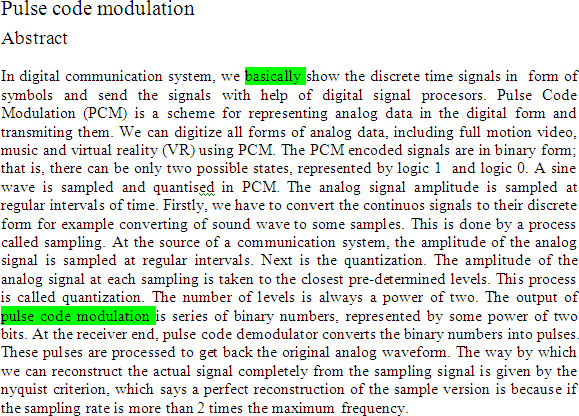 Pulse code modulation
Abstract
In digital communication system, we basically show the discrete time signals in form of
symbols and send the signals with help of digital signal procesors. Pulse Code
Modulation (PCM) is a scheme for representing analog data in the digital form and
transmiting them. We can digitize all forms of analog data, including full motion video,
music and virtual reality (VR) using PCM. The PCM encoded signals are in binary form;
that is, there can be only two possible states, represented by logic 1 and logic 0. A sine
wave is sampled and quantised in PCM. The analog signal amplitude is sampled at
regular intervals of time. Firstly, we have to convert the continuos signals to their discrete
form for example converting of sound wave to some samples. This is done by a process
called sampling. At the source of a communication system, the amplitude of the analog
signal is sampled at regular intervals. Next is the quantization. The amplitude of the
analog signal at each sampling is taken to the closest pre-determined levels. This process
is called quantization. The number of levels is always a power of two. The output of
pulse code modulation is series of binary numbers, represented by some power of two
bits. At the receiver end, pulse code demodulator converts the binary numbers into pulses.
These pulses are processed to get back the original analog waveform. The way by which
we can reconstruct the actual signal completely from the sampling signal is given by the
nyquist criterion, which says a perfect reconstruction of the sample version is because if
the sampling rate is more than 2 times the maximum frequency.